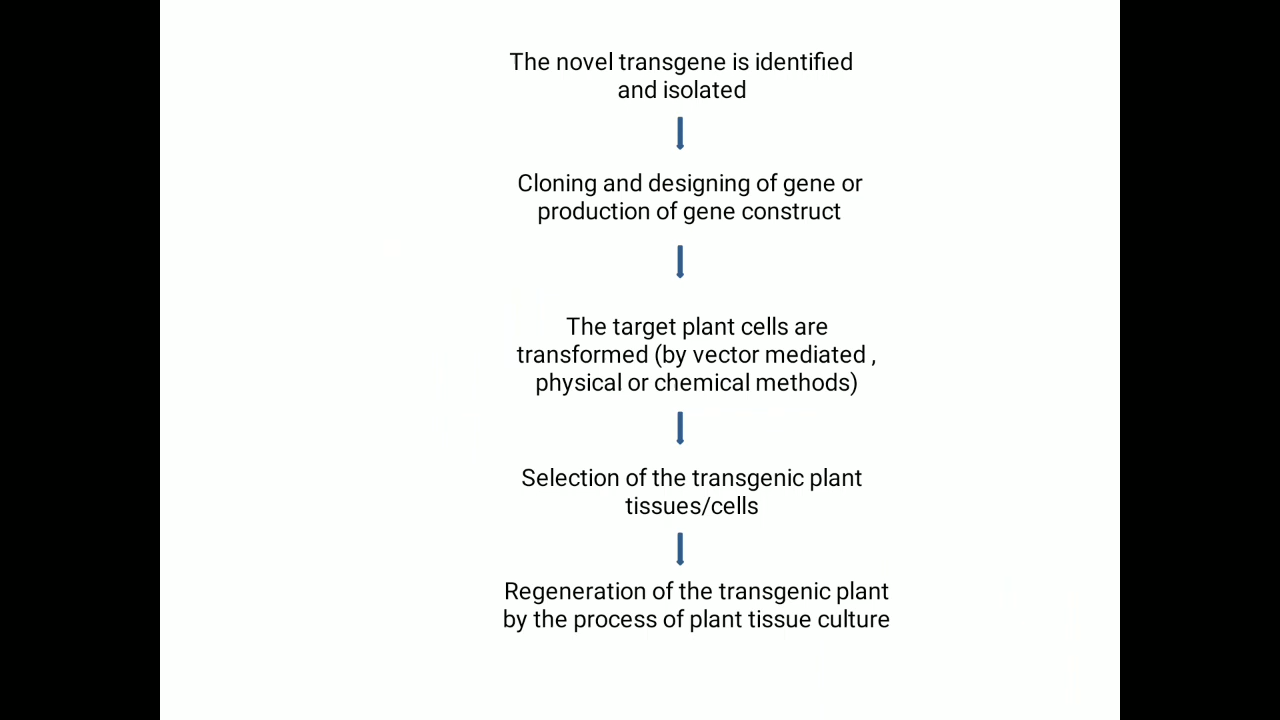 The novel transgene is identified
and isolated
Cloning and designing of gene or
production of gene construct
The target plant cells are
transformed (by vector mediated ,
physical or chemical methods)
Selection of the transgenic plant
tissues/cells
Regeneration of the transgenic plant
by the process of plant tissue culture